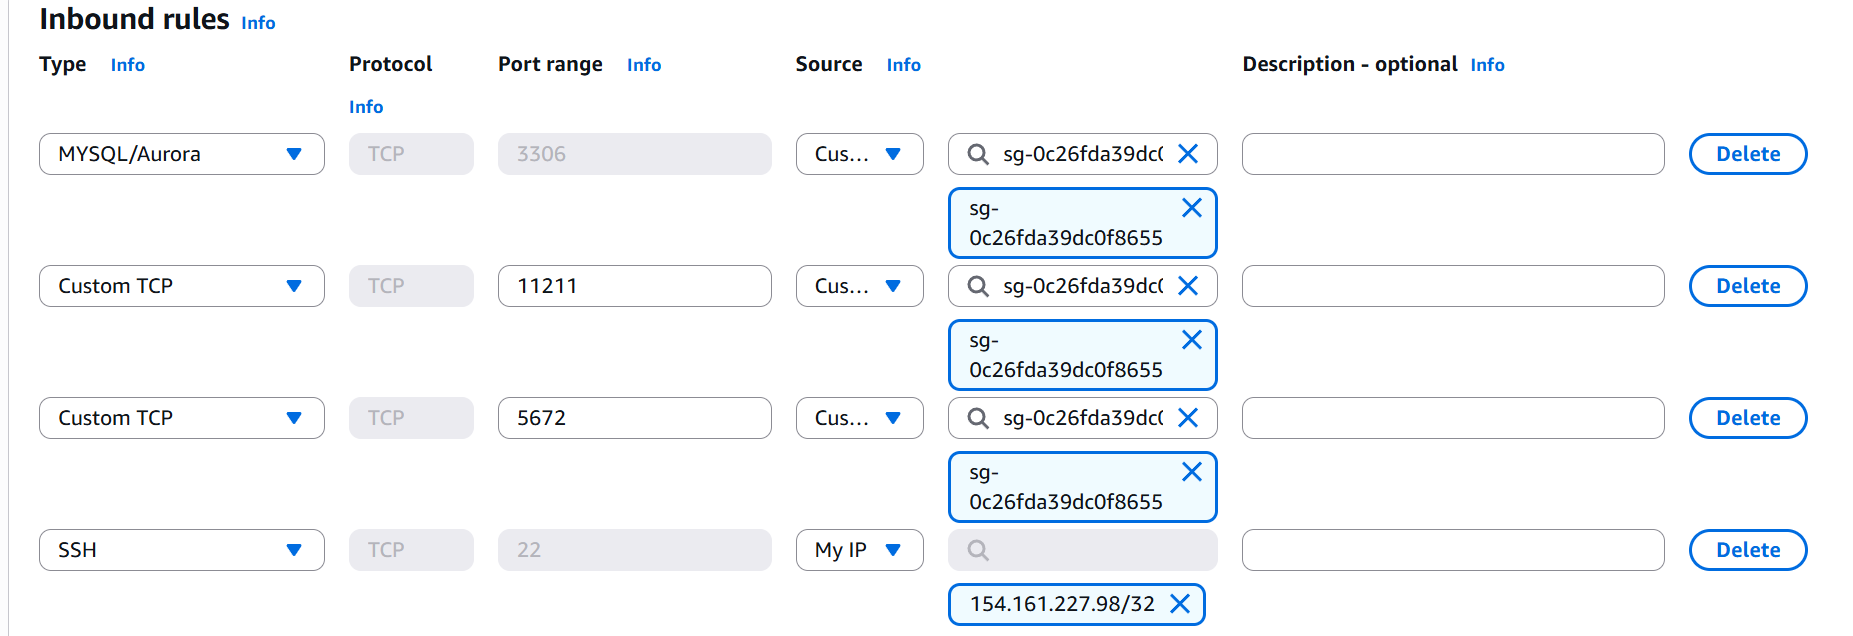 Inbound rules Info
Type Info Protocol Port range Info Source Info Description - optional Info
Info
MYSQL/Aurora TCP 3306 Cus... sg-0c26fda39dc Delete
sg-
0c26fda39dc0f8655
Custom TCP TCP 11211 Cus... sg-0c26fda39dc Delete
sg-
0c26fda39dc0f8655
Custom TCP TCP 5672 Cus... sg-0c26fda39dc Delete
sg-
0c26fda39dc0f8655
SSH TCP 22 My IP Delete
154.161.227.98/32